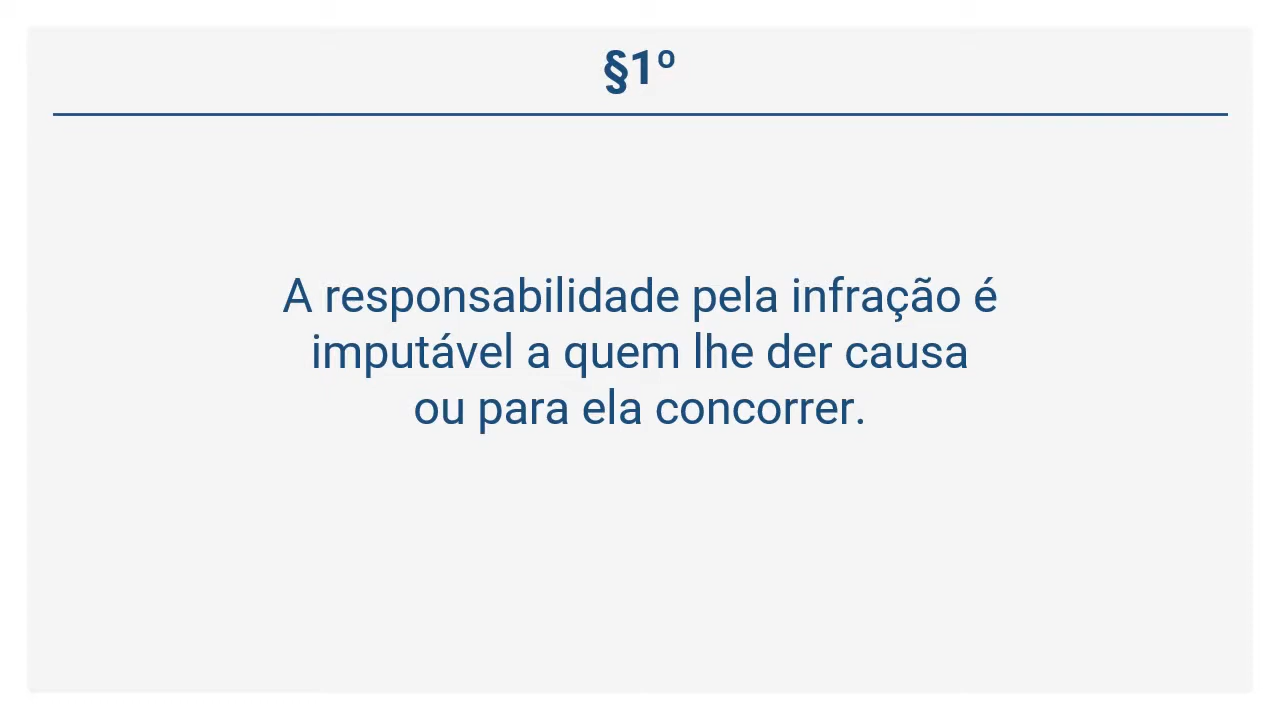 §1º
A responsabilidade pela infração é
imputável a quem lhe der causa
ou para ela concorrer.